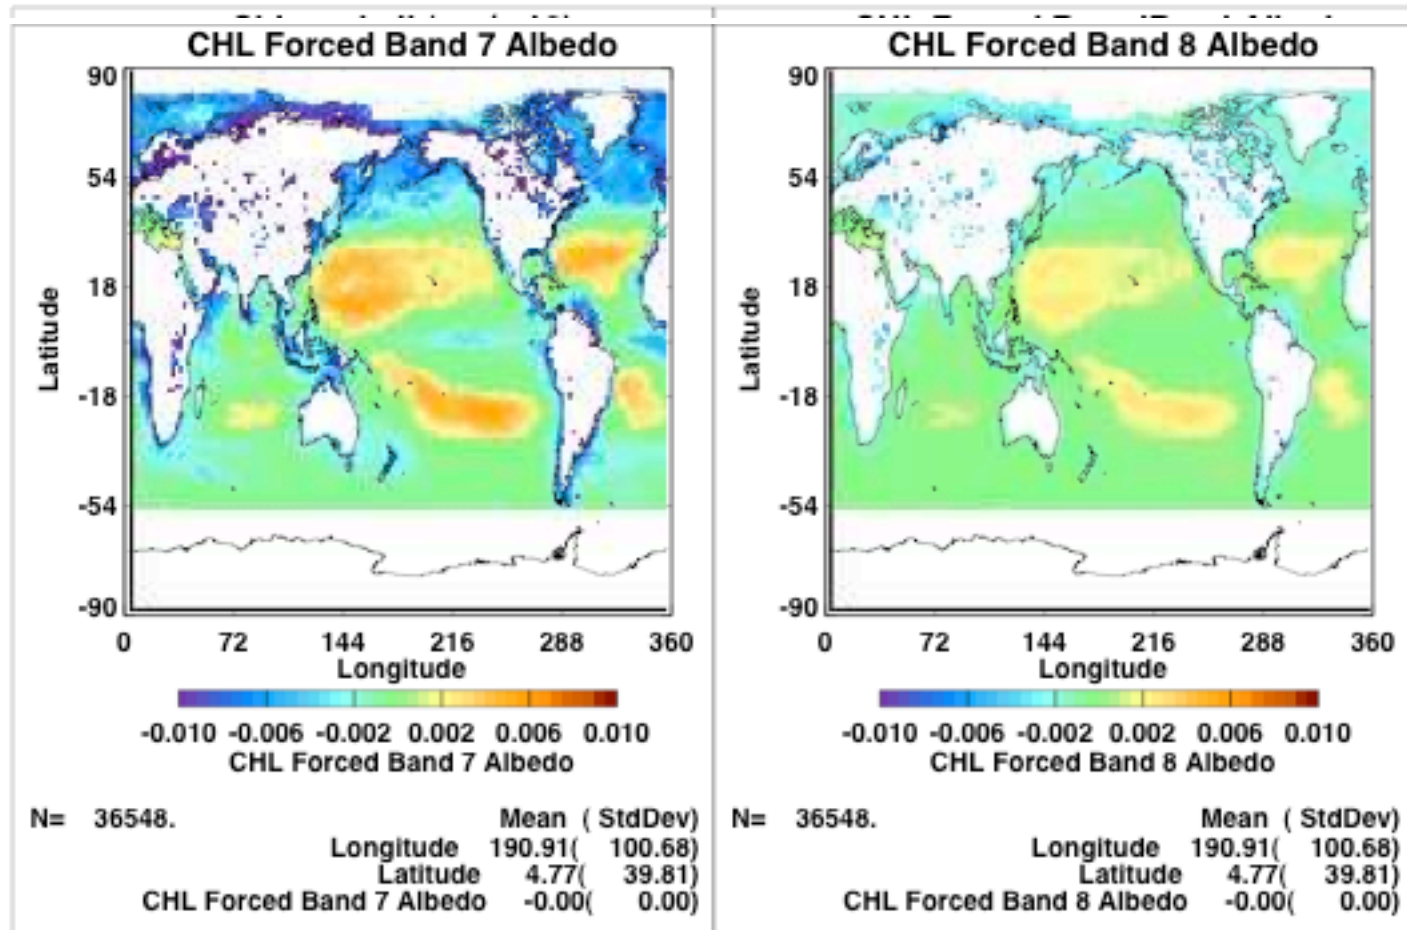 CHL Forced Band 7 Albedo
90
54
18
-18
-54
-90
Latitude
0 72 144 216 288 360
Longitude
-0.010 -0.006 -0.002 0.002 0.006 0.010
CHL Forced Band 7 Albedo
N= 36548.
Mean ( StdDev)
Longitude 190.91( 100.68)
Latitude 4.77( 39.81)
CHL Forced Band 7 Albedo -0.00( 0.00)
CHL Forced Band 8 Albedo
90
54
18
-18
-54
-90
Latitude
0 72 144 216 288 360
Longitude
-0.010 -0.006 -0.002 0.002 0.006 0.010
CHL Forced Band 8 Albedo
N= 36548.
Mean ( StdDev)
Longitude 190.91( 100.68)
Latitude 4.77( 39.81)
CHL Forced Band 8 Albedo -0.00( 0.00)